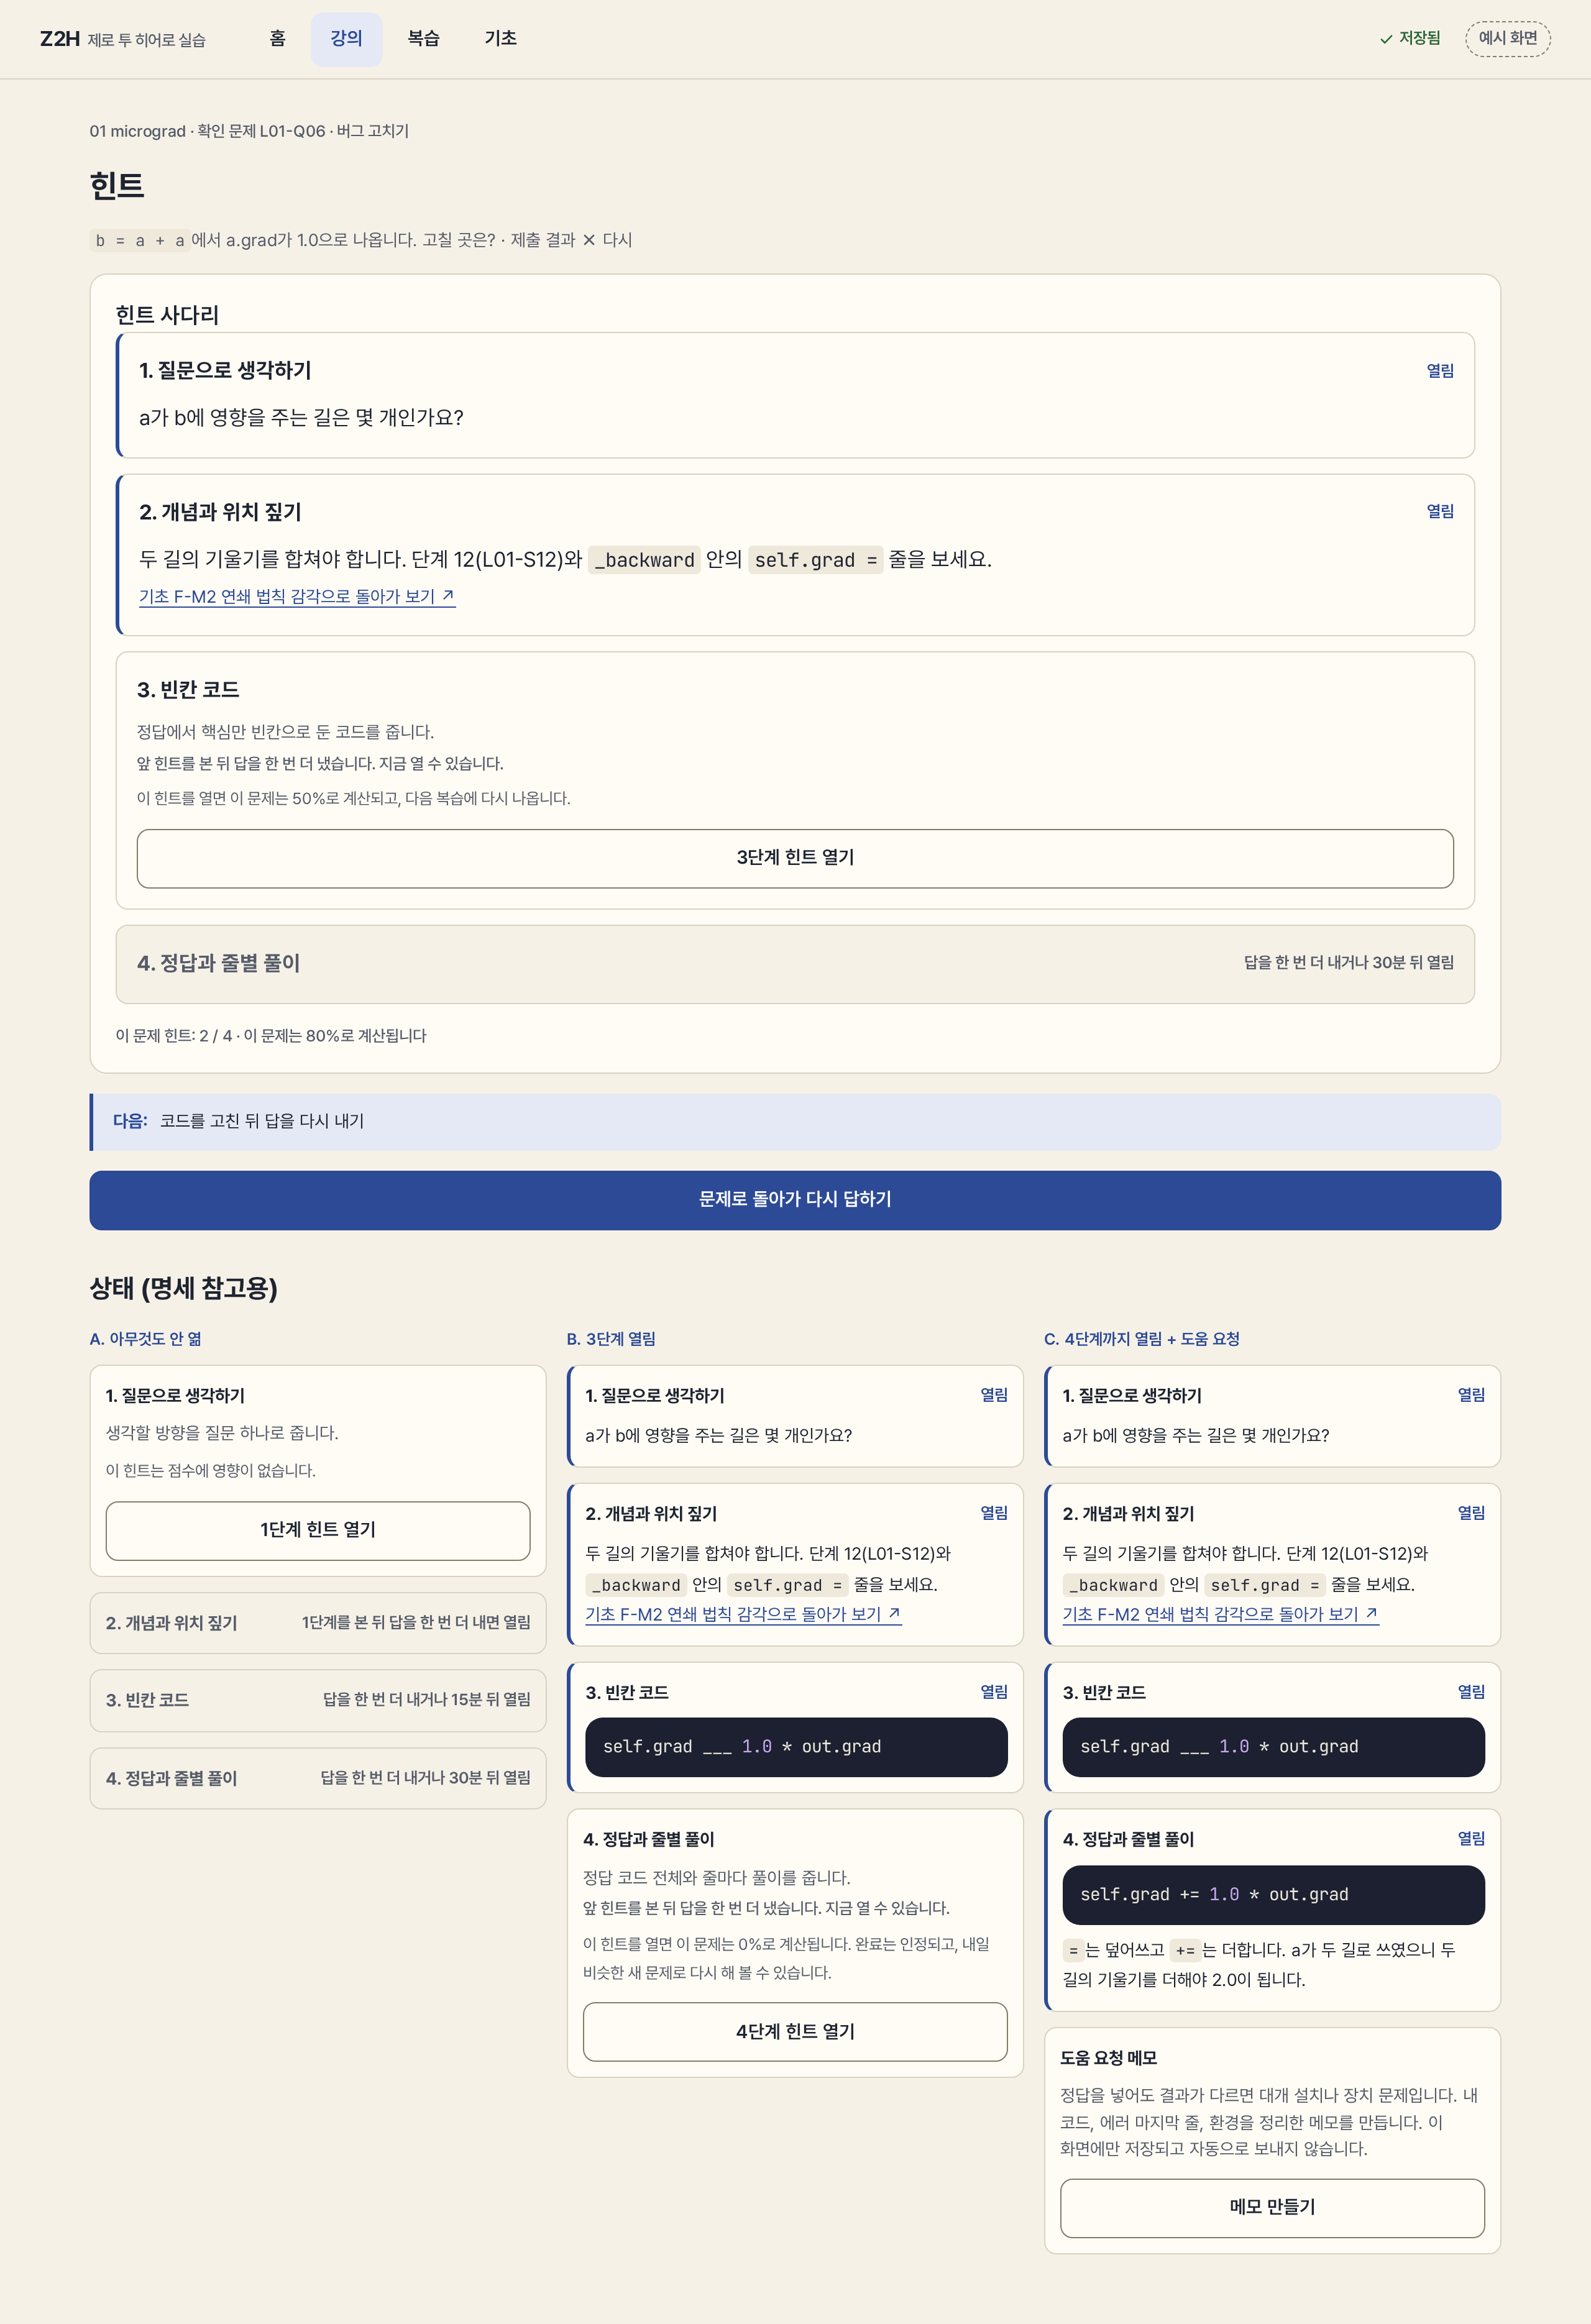 Z2H 제로 투 히어로 실습 홈 강의 복습 기초 ✓ 저장됨 예시 화면
01 micrograd · 확인 문제 L01-Q06 · 버그 고치기
힌트
b = a + a에서 a.grad가 1.0으로 나옵니다. 고칠 곳은? · 제출 결과 ✕ 다시
힌트 사다리
1. 질문으로 생각하기 열림
a가 b에 영향을 주는 길은 몇 개인가요?
2. 개념과 위치 짚기 열림
두 길의 기울기를 합쳐야 합니다. 단계 12(L01-S12)와 _backward 안의 self.grad = 줄을 보세요.
기초 F-M2 연쇄 법칙 감각으로 돌아가 보기 ↗
3. 빈칸 코드
정답에서 핵심만 빈칸으로 둔 코드를 줍니다.
앞 힌트를 본 뒤 답을 한 번 더 냈습니다. 지금 열 수 있습니다.
이 힌트를 열면 이 문제는 50%로 계산되고, 다음 복습에 다시 나옵니다.
3단계 힌트 열기
4. 정답과 줄별 풀이 답을 한 번 더 내거나 30분 뒤 열림
이 문제 힌트: 2 / 4 · 이 문제는 80%로 계산됩니다
다음: 코드를 고친 뒤 답을 다시 내기
문제로 돌아가 다시 답하기
상태 (명세 참고용)
A. 아무것도 안 엶
1. 질문으로 생각하기
생각할 방향을 질문 하나로 줍니다.
이 힌트는 점수에 영향이 없습니다.
1단계 힌트 열기
2. 개념과 위치 짚기 1단계를 본 뒤 답을 한 번 더 내면 열림
3. 빈칸 코드 답을 한 번 더 내거나 15분 뒤 열림
4. 정답과 줄별 풀이 답을 한 번 더 내거나 30분 뒤 열림
B. 3단계 열림
1. 질문으로 생각하기 열림
a가 b에 영향을 주는 길은 몇 개인가요?
2. 개념과 위치 짚기 열림
두 길의 기울기를 합쳐야 합니다. 단계 12(L01-S12)와
_backward 안의 self.grad = 줄을 보세요.
기초 F-M2 연쇄 법칙 감각으로 돌아가 보기 ↗
3. 빈칸 코드 열림
self.grad ___ 1.0 * out.grad
4. 정답과 줄별 풀이
정답 코드 전체와 줄마다 풀이를 줍니다.
앞 힌트를 본 뒤 답을 한 번 더 냈습니다. 지금 열 수 있습니다.
이 힌트를 열면 이 문제는 0%로 계산됩니다. 완료는 인정되고, 내일
비슷한 새 문제로 다시 해 볼 수 있습니다.
4단계 힌트 열기
C. 4단계까지 열림 + 도움 요청
1. 질문으로 생각하기 열림
a가 b에 영향을 주는 길은 몇 개인가요?
2. 개념과 위치 짚기 열림
두 길의 기울기를 합쳐야 합니다. 단계 12(L01-S12)와
_backward 안의 self.grad = 줄을 보세요.
기초 F-M2 연쇄 법칙 감각으로 돌아가 보기 ↗
3. 빈칸 코드 열림
self.grad ___ 1.0 * out.grad
4. 정답과 줄별 풀이 열림
self.grad += 1.0 * out.grad
=는 덮어쓰고 +=는 더합니다. a가 두 길로 쓰였으니 두
길의 기울기를 더해야 2.0이 됩니다.
도움 요청 메모
정답을 넣어도 결과가 다르면 대개 설치나 장치 문제입니다. 내
코드, 에러 마지막 줄, 환경을 정리한 메모를 만듭니다. 이
화면에만 저장되고 자동으로 보내지 않습니다.
메모 만들기